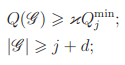 Q(𝒢) ⩾ ϰQ_j^min;
|𝒢| ⩾ j + d;